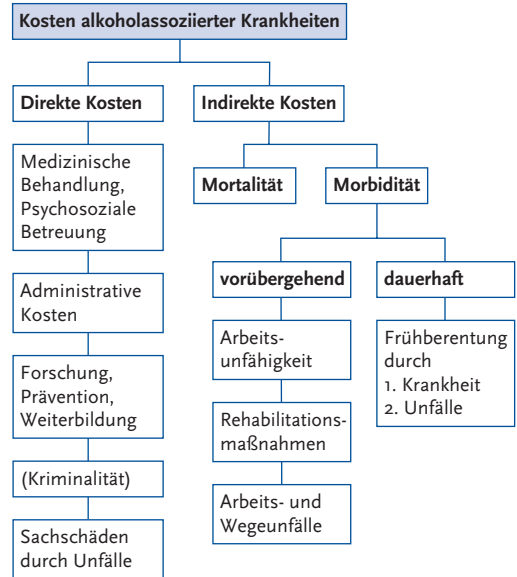 Kosten alkoholassoziierter Krankheiten
Direkte Kosten
Medizinische
Behandlung,
Psychosoziale
Betreuung
Administrative
Kosten
Forschung,
Prävention,
Weiterbildung
(Kriminalität)
Sachschäden
durch Unfälle
Indirekte Kosten
Mortalität
Morbidität
vorübergehend
Arbeits-
unfähigkeit
Rehabilitations-
maßnahmen
Arbeits- und
Wegeunfälle
dauerhaft
Frühberentung
durch
1. Krankheit
2. Unfälle